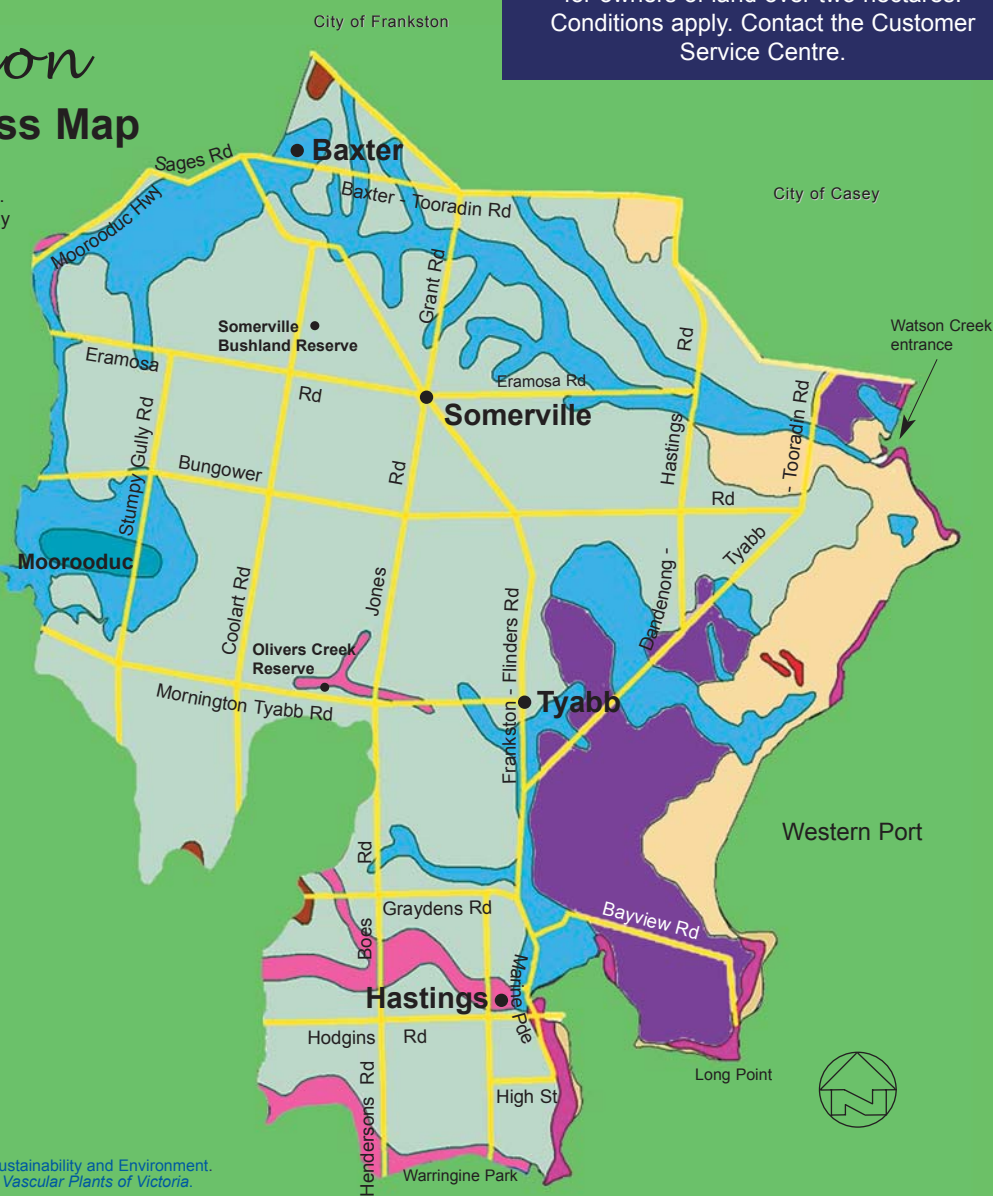 for owners of land over two hectares.
Conditions apply. Contact the Customer
Service Centre.
City of Frankston
on
ss Map
Baxter
Sages Rd
Moorooduc Hwy
Baxter - Tooradin Rd
City of Casey
y
Grant Rd
Somerville
Bushland Reserve
Watson Creek
entrance
Eramosa
Rd
Eramosa Rd
Rd
Somerville
Stumpy Gully Rd
Bungower
Rd
Hastings
- Tooradin Rd
Rd
Tyabb
Moorooduc
Coolart Rd
Jones
Dandenong -
Olivers Creek
Reserve
Mornington Tyabb Rd
Frankston - Flinders Rd
Tyabb
Western Port
Rd
Graydens Rd
Bayview Rd
Boes
Hastings
Marine Pde
Hodgins
Rd
Long Point
N
Hendersons Rd
High St
Warringine Park
ustainability and Environment.
Vascular Plants of Victoria.